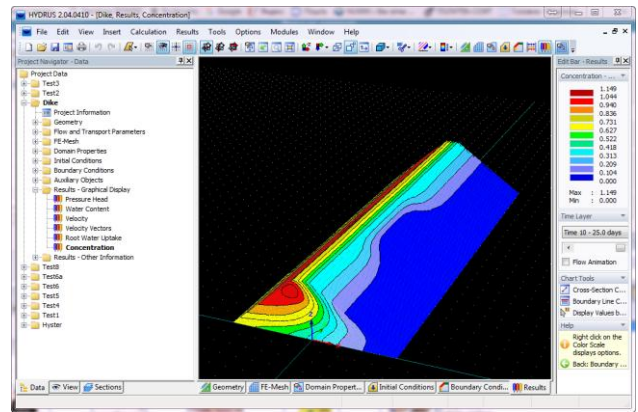 HYDRUS 2.04.0410 - [Dike, Results, Concentration]
File Edit View Insert Calculation Results Tools Options Windows Window Help
Project Navigator - Data
Project Data
Test3
Test2
Dike
Project Information
Geometry
Flow and Transport Parameters
FE-Mesh
Domain Properties
Initial Conditions
Boundary Conditions
Auxiliary Objects
Results - Graphical Display
Pressure Head
Water Content
Velocity
Velocity Vectors
Root Water Uptake
Concentration
Results - Other Information
Test8
Test6a
Test6
Test5
Test4
Test1
Hyster
Data View Sections
Geometry FE-Mesh Domain Propert... Initial Conditions Boundary Condi... Results
Edit Bar - Results
Concentration - ...
1.149
1.044
0.940
0.836
0.731
0.627
0.522
0.418
0.313
0.209
0.104
0.000
Max : 1.149
Min : 0.000
Time Layer
Time 10 - 25.0 days
Flow Animation
Chart Tools
Cross-Section C...
Boundary Line C...
Display Values b...
Help
Right click on the
Color Scale
displays options.
Back: Boundary ...